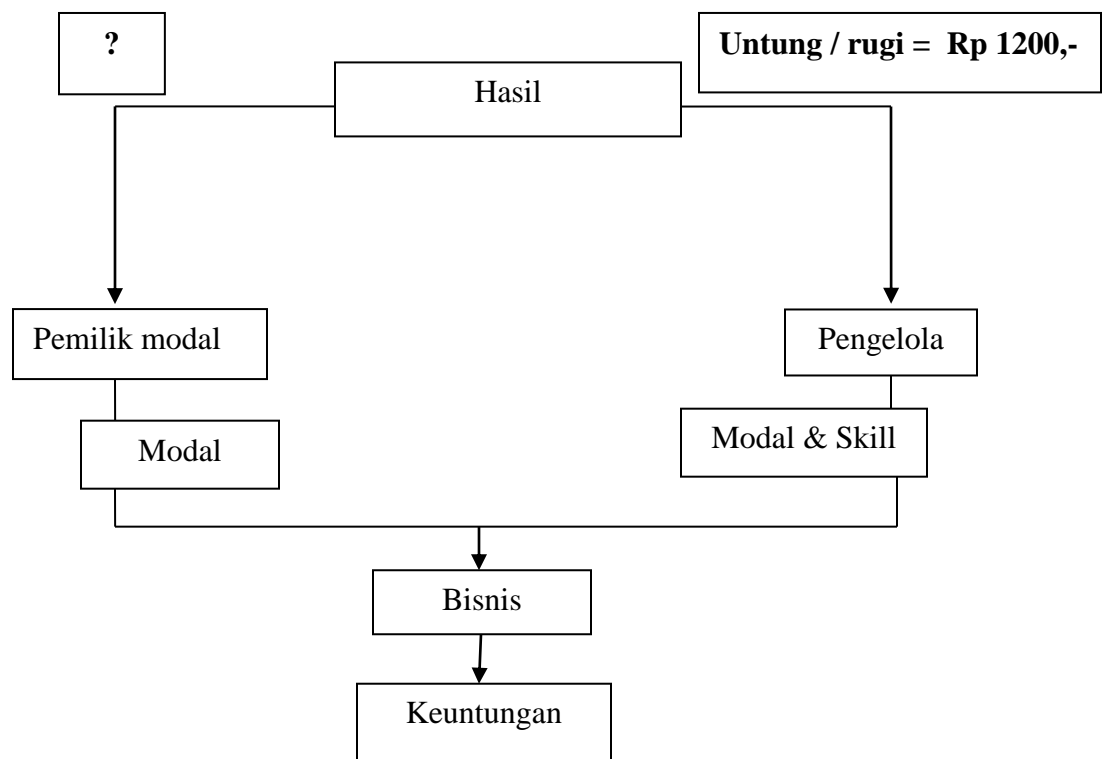 ?
Untung / rugi = Rp 1200,-
Hasil
Pemilik modal
Pengelola
Modal
Modal & Skill
Bisnis
Keuntungan